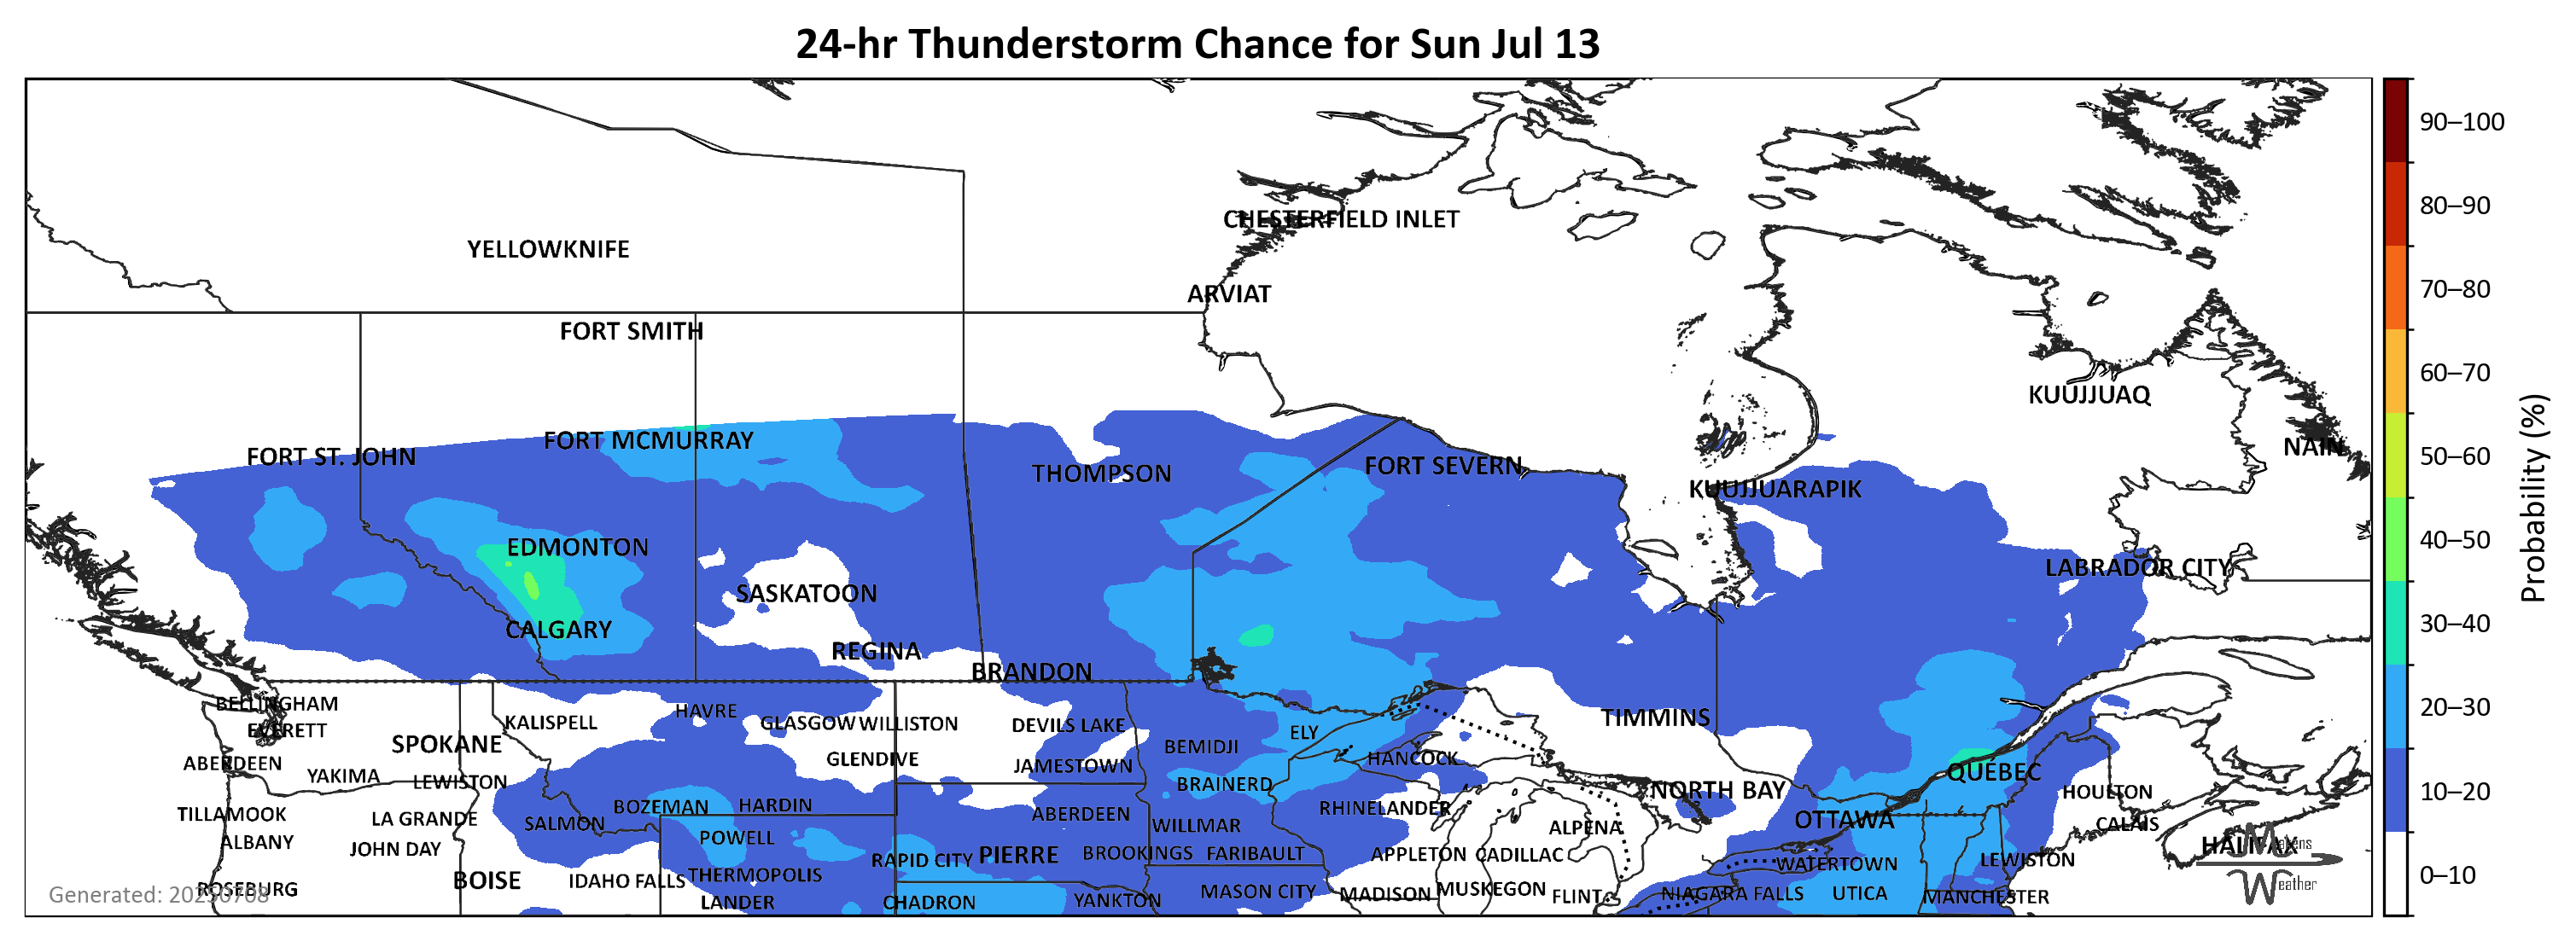 24-hr Thunderstorm Chance for Sun Jul 13
90–100
80–90
CHESTERFIELD INLET
YELLOWKNIFE
70–80
ARVIAT
FORT SMITH
60–70
KUUJJUAQ
FORT MCMURRAY
NAIN
50–60
FORT ST. JOHN
THOMPSON
FORT SEVERN
KUUJJUARAPIK
Probability (%)
EDMONTON
40–50
LABRADOR CITY
SASKATOON
CALGARY
30–40
REGINA
BRANDON
BELLINGHAM
HAVRE
20–30
EVERETT
KALISPELL
GLASGOW
WILLISTON
DEVILS LAKE
ELY
TIMMINS
SPOKANE
BEMIDJI
ABERDEEN
GLENDIVE
JAMESTOWN
HANCOCK
QUEBEC
YAKIMA
LEWISTON
BRAINERD
NORTH BAY
HOULTON
10–20
BOZEMAN
HARDIN
RHINELANDER
TILLAMOOK
LA GRANDE
SALMON
ABERDEEN
WILLMAR
ALPENA
OTTAWA
CALAIS
ALBANY
JOHN DAY
POWELL
RAPID CITY
PIERRE
BROOKINGS
FARIBAULT
APPLETON
CADILLAC
WATERTOWN
LEWISTON
HALIFAX
Makens
Weather
BOISE
IDAHO FALLS
THERMOPOLIS
0–10
ROSEBURG
Generated: 20250708
LANDER
CHADRON
YANKTON
MASON CITY
MADISON
MUSKEGON
FLINT
NIAGARA FALLS
UTICA
MANCHESTER